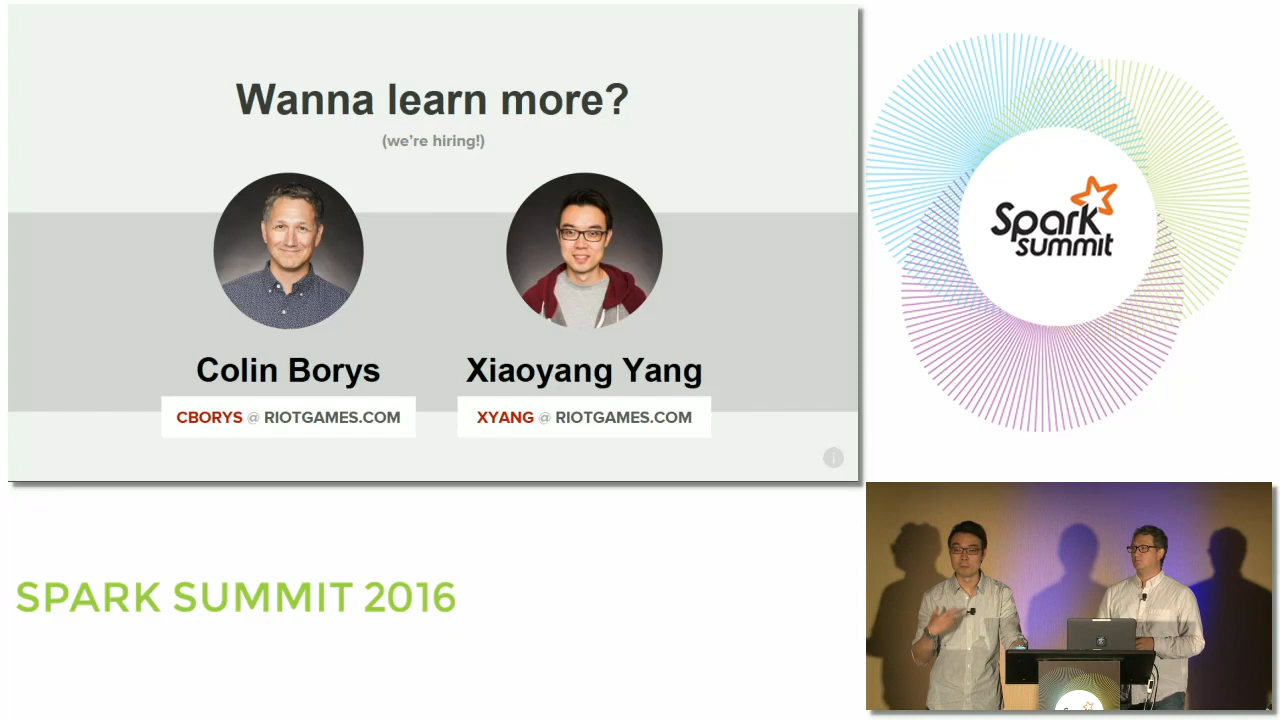 Wanna learn more?
(we're hiring!)
Colin Borys
Xiaoyang Yang
CBORYS @ RIOTGAMES.COM
XYANG @ RIOTGAMES.COM
i
Spark
summit
SPARK SUMMIT 2016